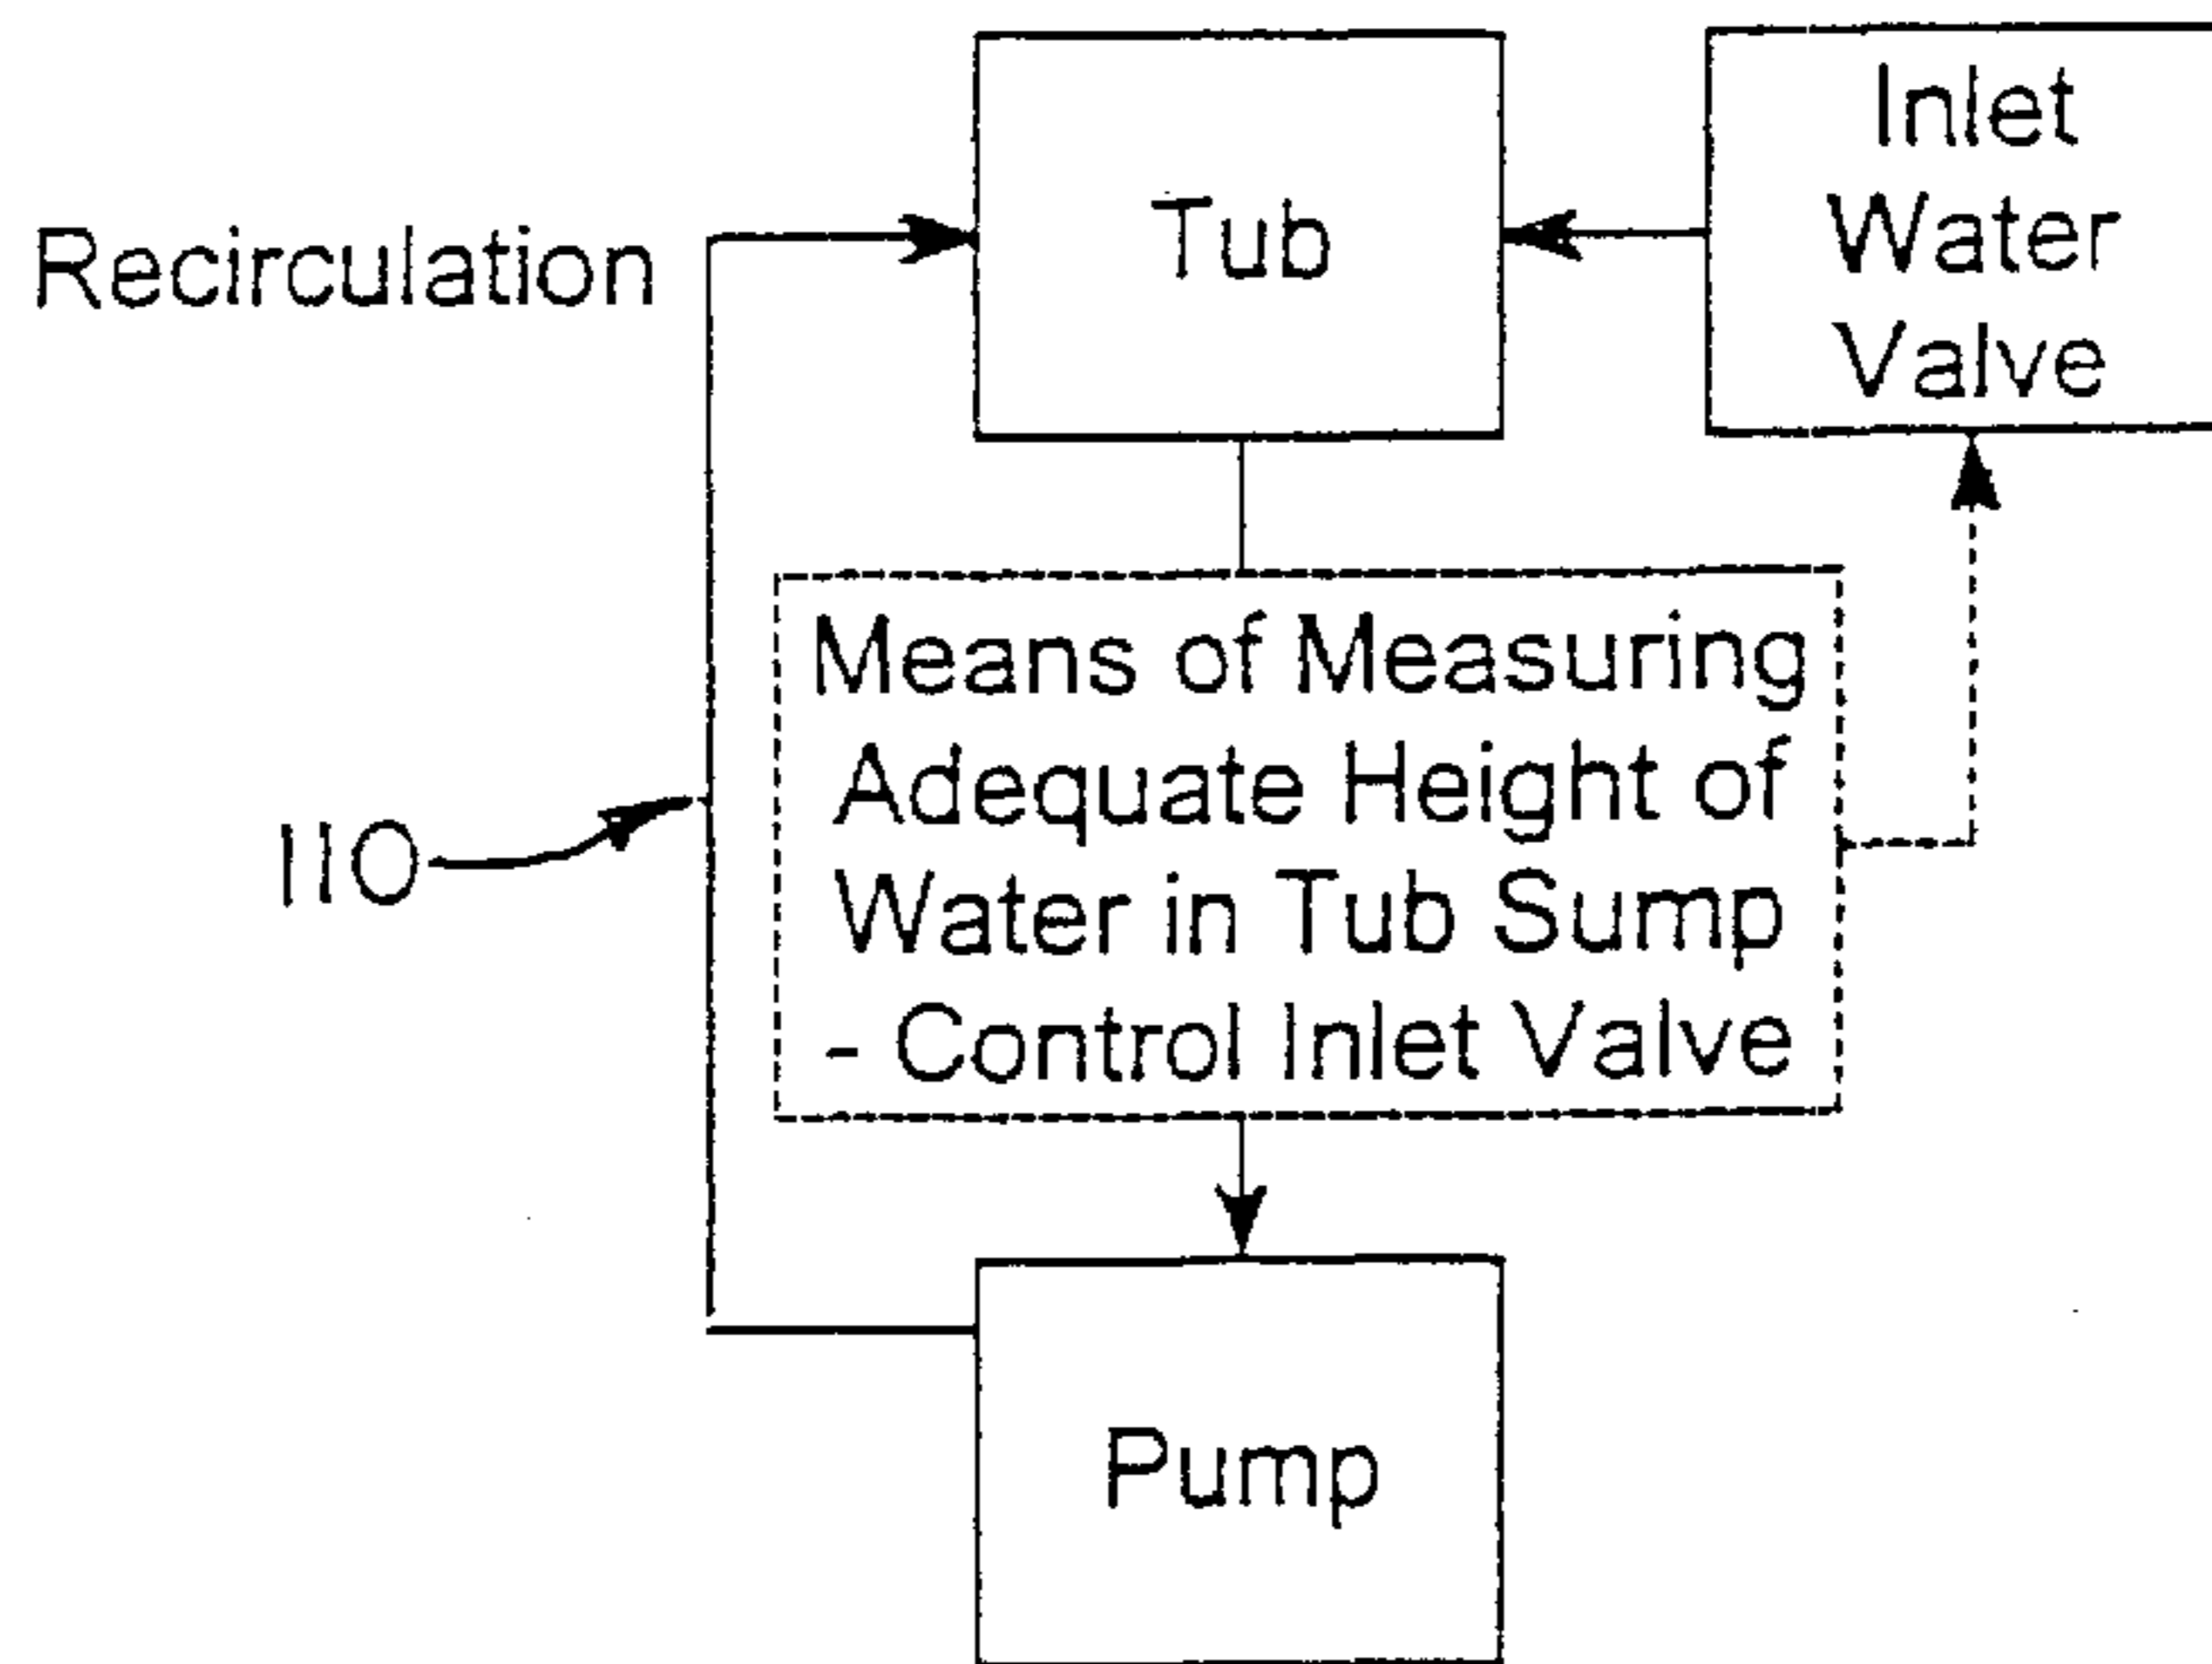 Inlet
Water
Valve
Tub
Recirculation
Means of Measuring
Adequate Height of
Water in Tub Sump
- Control Inlet Valve
110
Pump